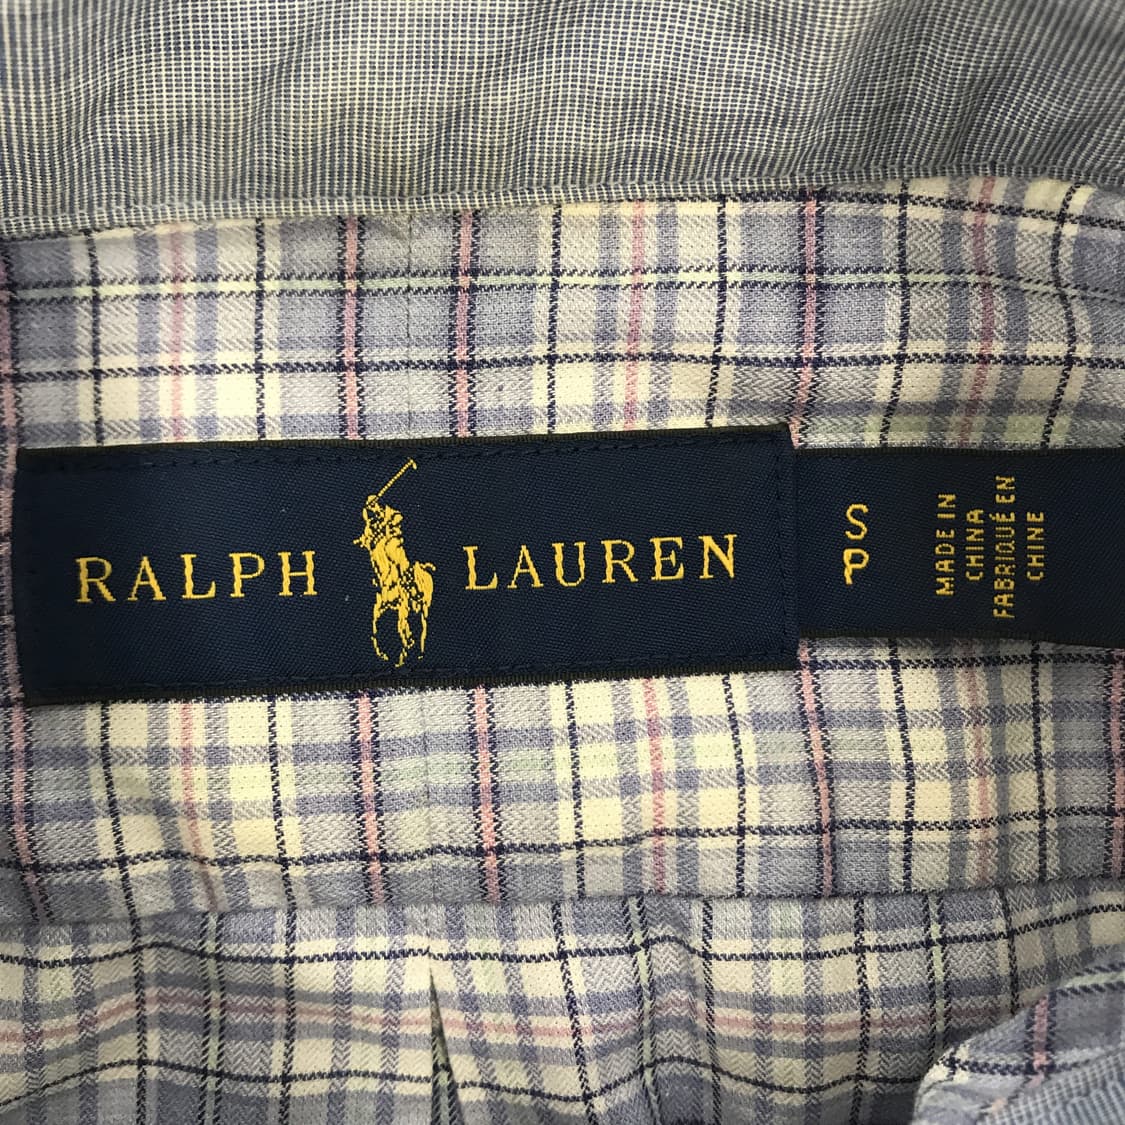 RALPH LAUREN
S
P
MADE IN
CHINA
FABRIQUÉ EN
CHINE